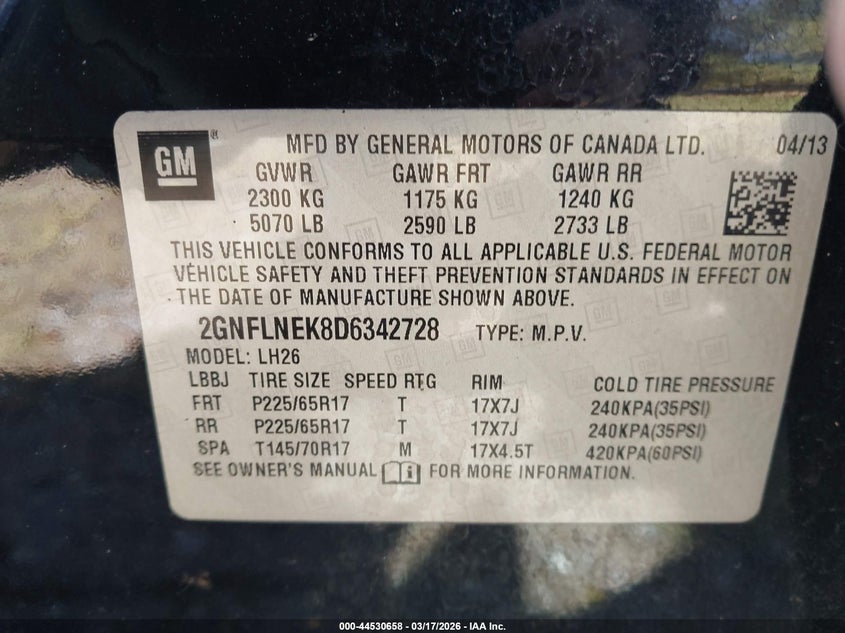 GM
MFD BY GENERAL MOTORS OF CANADA LTD. 04/13
GVWR GAWR FRT GAWR RR
2300 KG 1175 KG 1240 KG
5070 LB 2590 LB 2733 LB
THIS VEHICLE CONFORMS TO ALL APPLICABLE U.S. FEDERAL MOTOR
VEHICLE SAFETY AND THEFT PREVENTION STANDARDS IN EFFECT ON
THE DATE OF MANUFACTURE SHOWN ABOVE.
2GNFLNEK8D6342728 TYPE: M.P.V.
MODEL: LH26
LBBJ TIRE SIZE SPEED RTG RIM COLD TIRE PRESSURE
FRT P225/65R17 T 17X7J 240KPA(35PSI)
RR P225/65R17 T 17X7J 240KPA(35PSI)
SPA T145/70R17 M 17X4.5T 420KPA(60PSI)
SEE OWNER'S MANUAL FOR MORE INFORMATION.
000-44530658 - 03/17/2026 - IAA Inc.